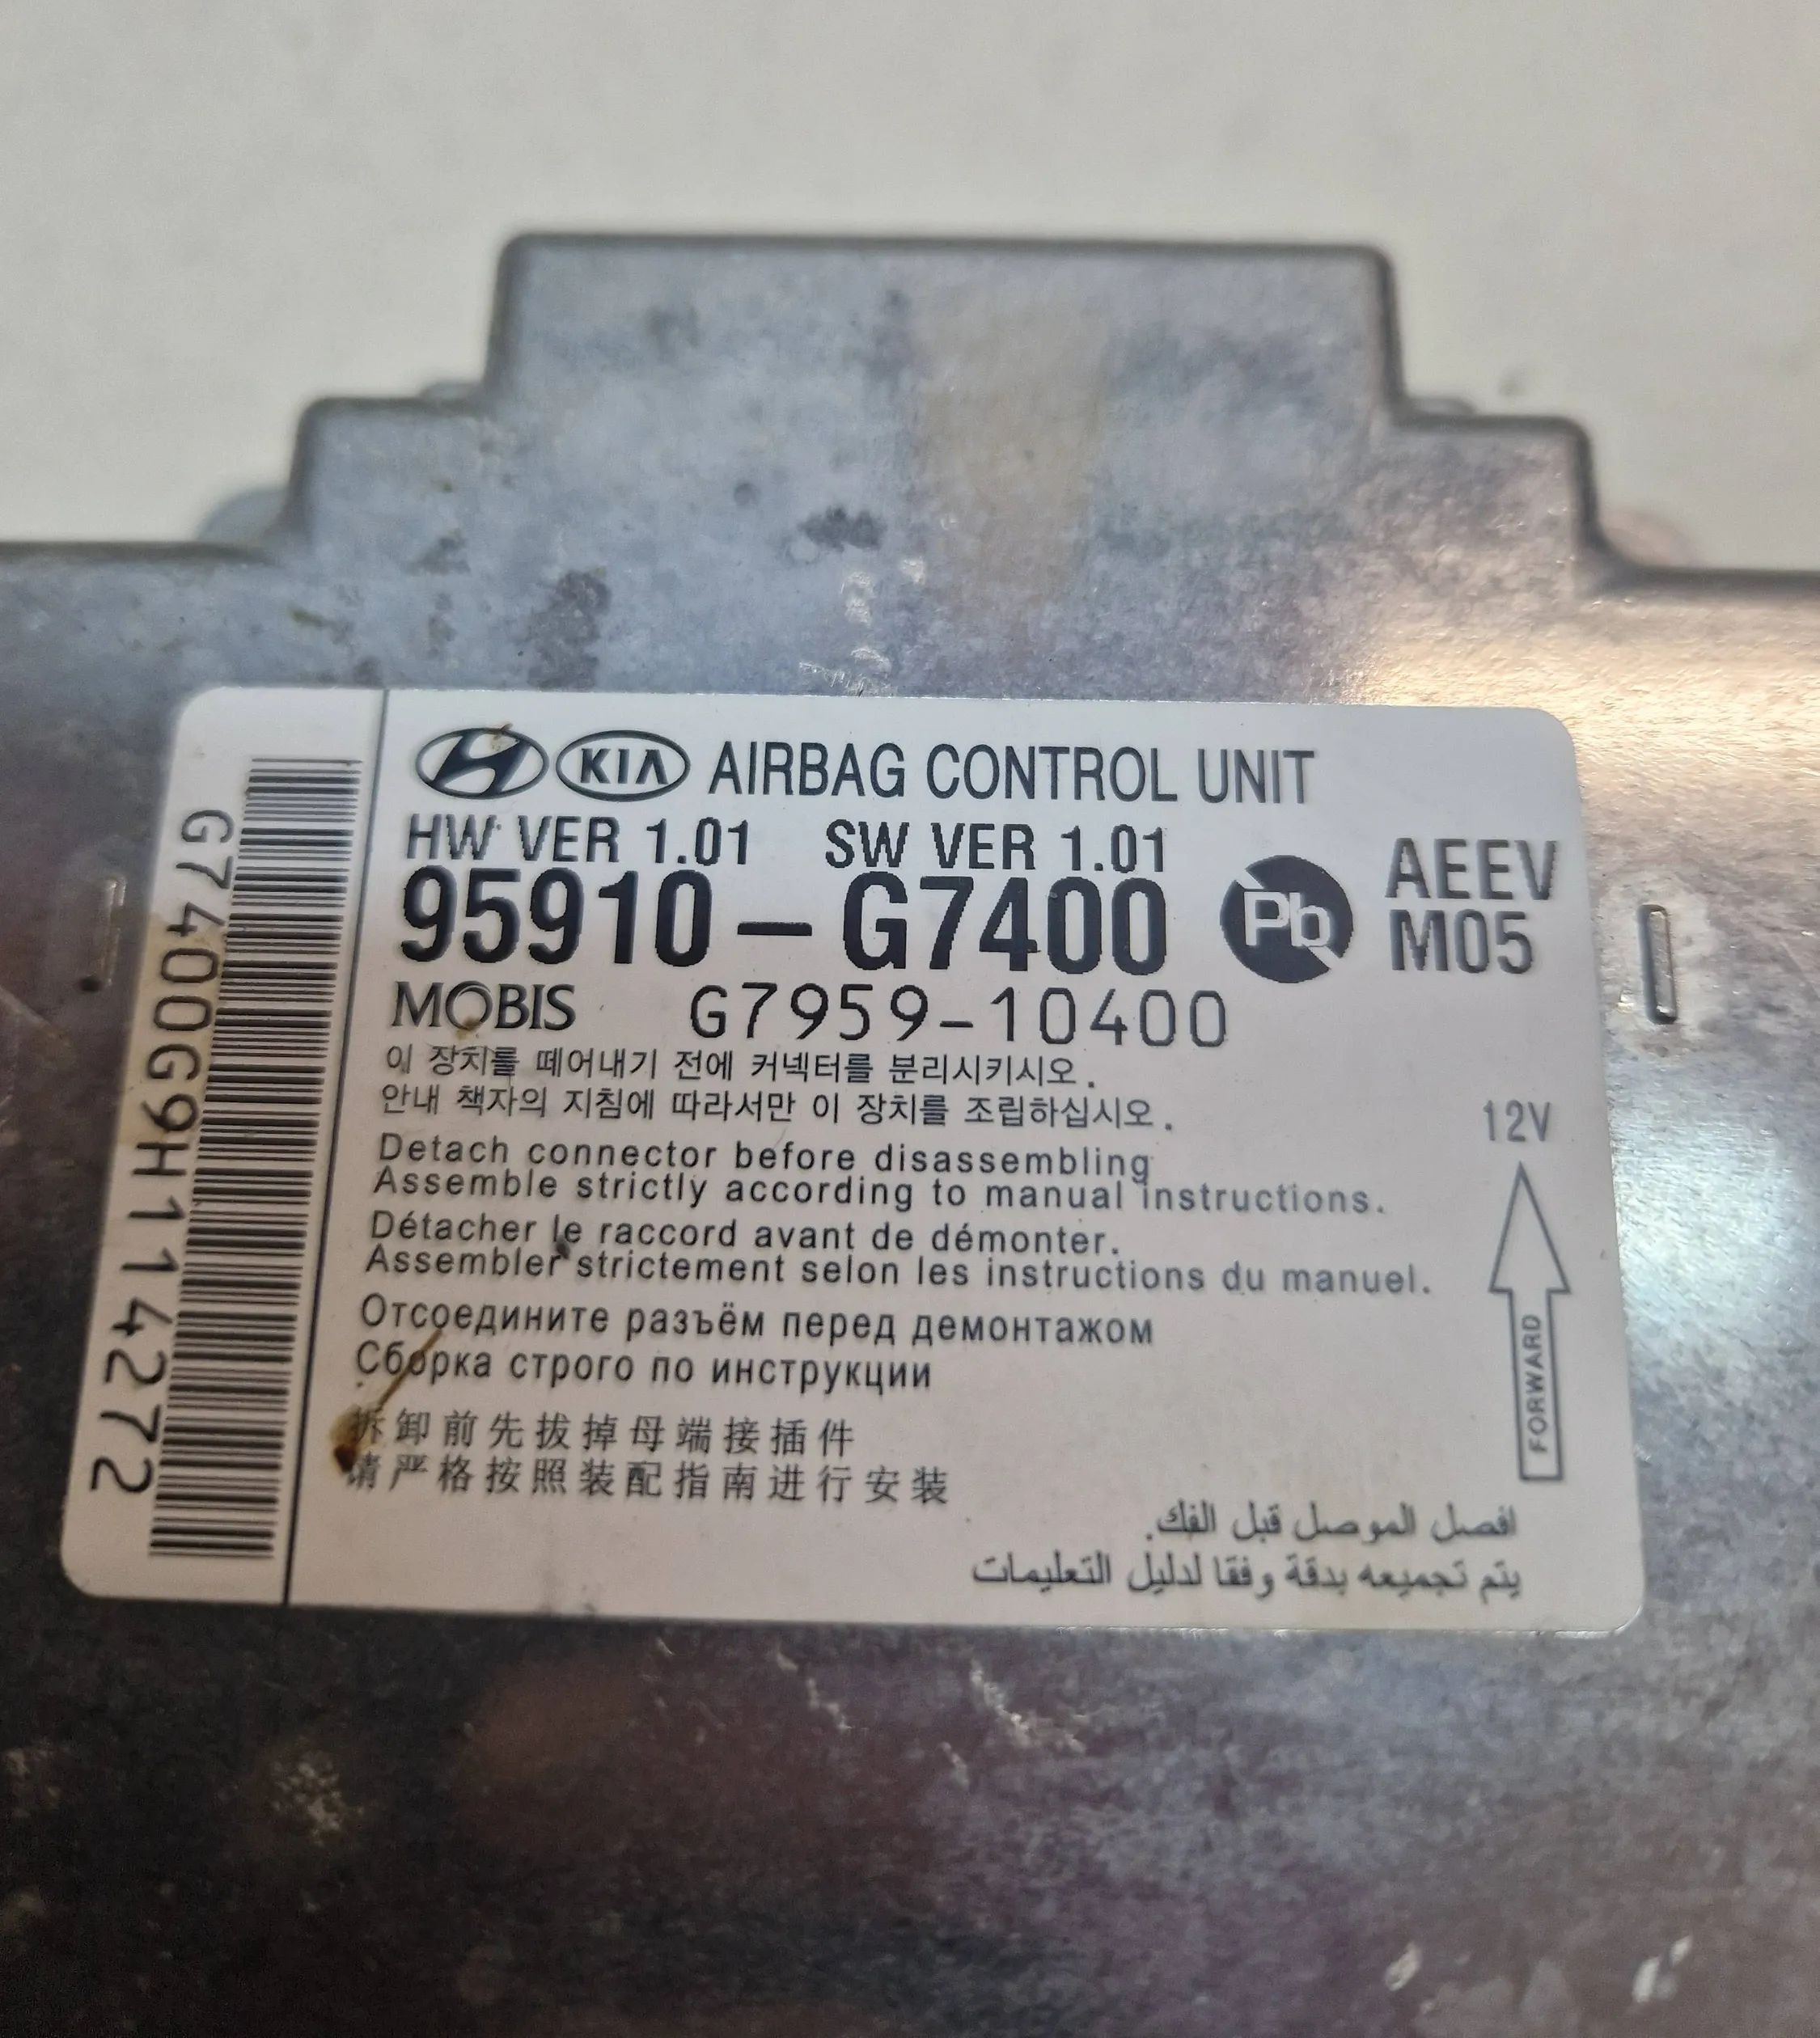 KIA AIRBAG CONTROL UNIT
HW VER 1.01 SW VER 1.01
95910-G7400
Pb
AEEV
M05
MOBIS G7959-10400
이 장치를 떼어내기 전에 커넥터를 분리시키시오.
안내 책자의 지침에 따라서만 이 장치를 조립하십시오.
12V
Detach connector before disassembling
Assemble strictly according to manual instructions.
Détacher le raccord avant de démonter.
Assembler strictement selon les instructions du manuel.
FORWARD
Отсоедините разъём перед демонтажом
Сборка строго по инструкции
拆卸前先拔掉母端接插件
请严格按照装配指南进行安装
افصل الموصل قبل الفك.
يتم تجميعه بدقة وفقا لدليل التعليمات
G7400G9H114272